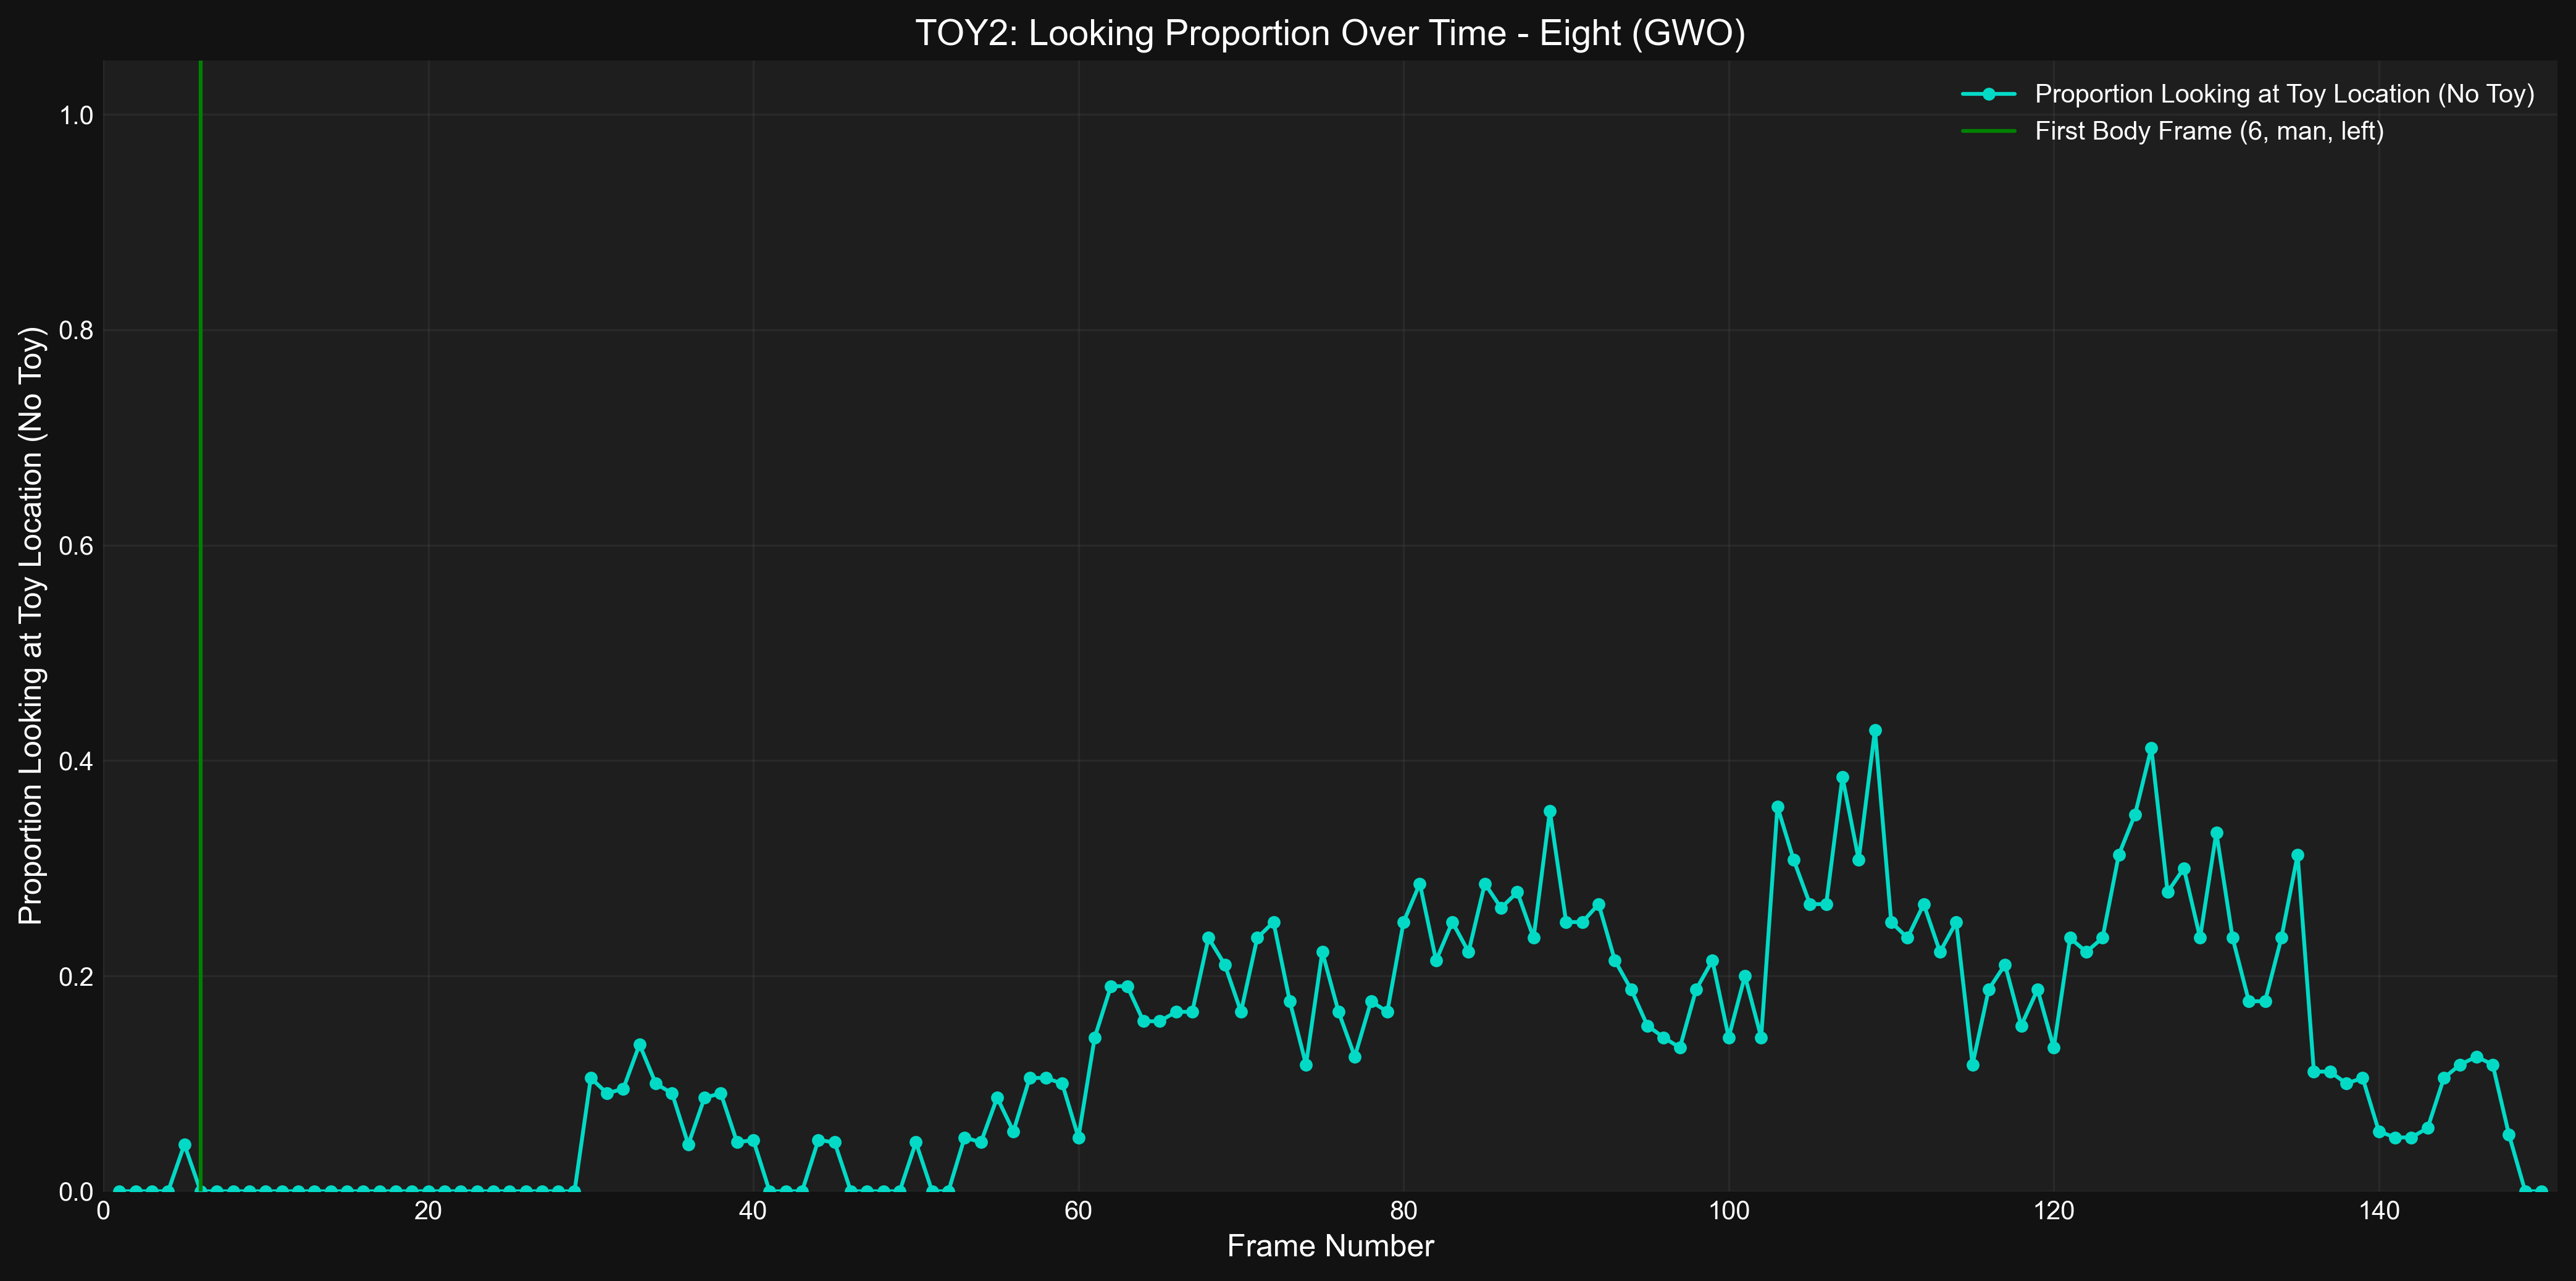 TOY2: Looking Proportion Over Time - Eight (GWO)
Proportion Looking at Toy Location (No Toy)
First Body Frame (6, man, left)
Proportion Looking at Toy Location (No Toy)
1.0
0.8
0.6
0.4
0.2
0.0
0 20 40 60 80 100 120 140
Frame Number